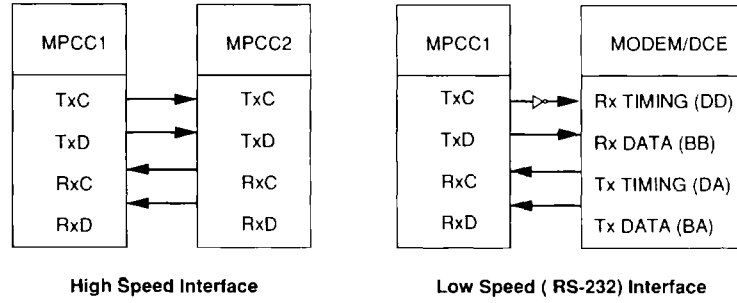 MPCC1
MPCC2
TxC
TxC
TxD
TxD
RxC
RxC
RxD
RxD
High Speed Interface
MPCC1
MODEM/DCE
TxC
Rx TIMING (DD)
TxD
Rx DATA (BB)
RxC
Tx TIMING (DA)
RxD
Tx DATA (BA)
Low Speed ( RS-232) Interface